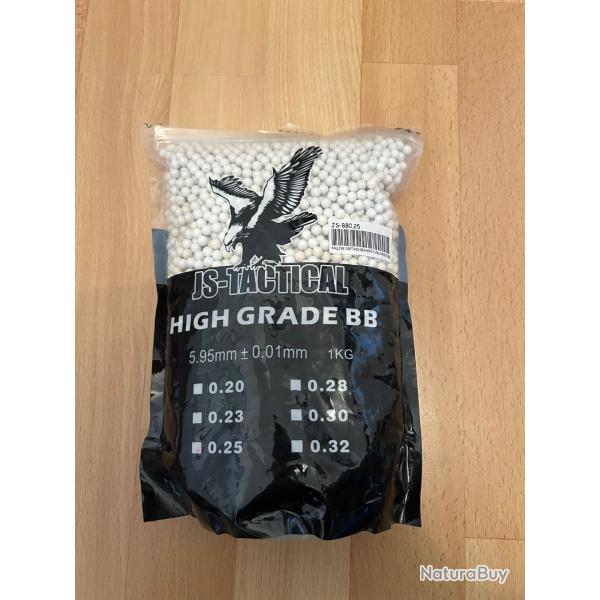 JS-BB0.25
JS-TACTICAL
HIGH GRADE BB
5.95mm ± 0.01mm 1KG
0.20 0.28
0.23 0.30
0.25 0.32
NaturaBuy